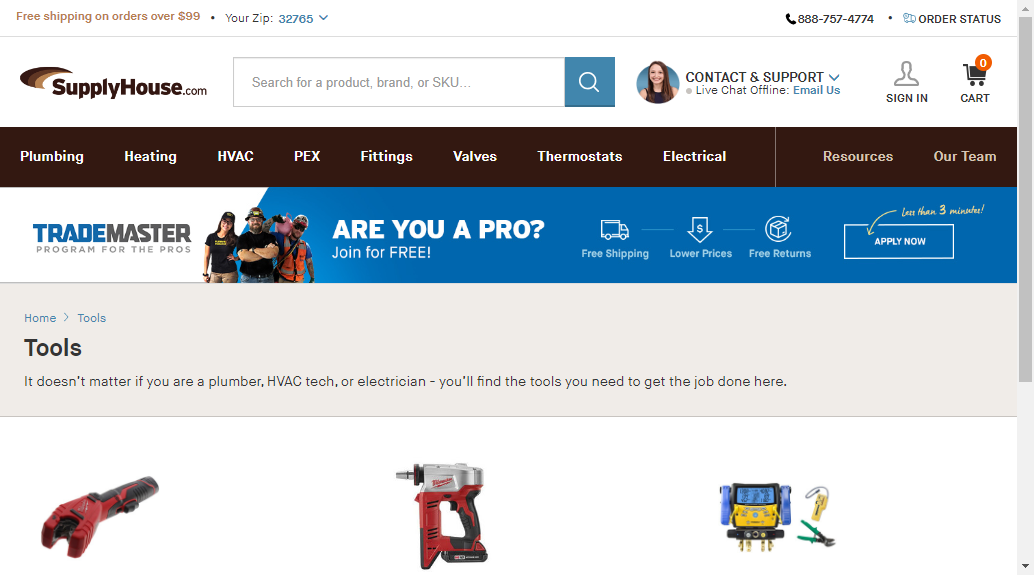 Free shipping on orders over $99 • Your Zip: 32765
888-757-4774 • ORDER STATUS
SupplyHouse.com
Search for a product, brand, or SKU...
CONTACT & SUPPORT
Live Chat Offline: Email Us
SIGN IN
0
CART
Plumbing Heating HVAC PEX Fittings Valves Thermostats Electrical Resources Our Team
TRADEMASTER
PROGRAM FOR THE PROS
ARE YOU A PRO?
Join for FREE!
$
Free Shipping Lower Prices Free Returns
Less than 3 minutes!
APPLY NOW
Home > Tools
Tools
It doesn't matter if you are a plumber, HVAC tech, or electrician - you'll find the tools you need to get the job done here.
Milwaukee